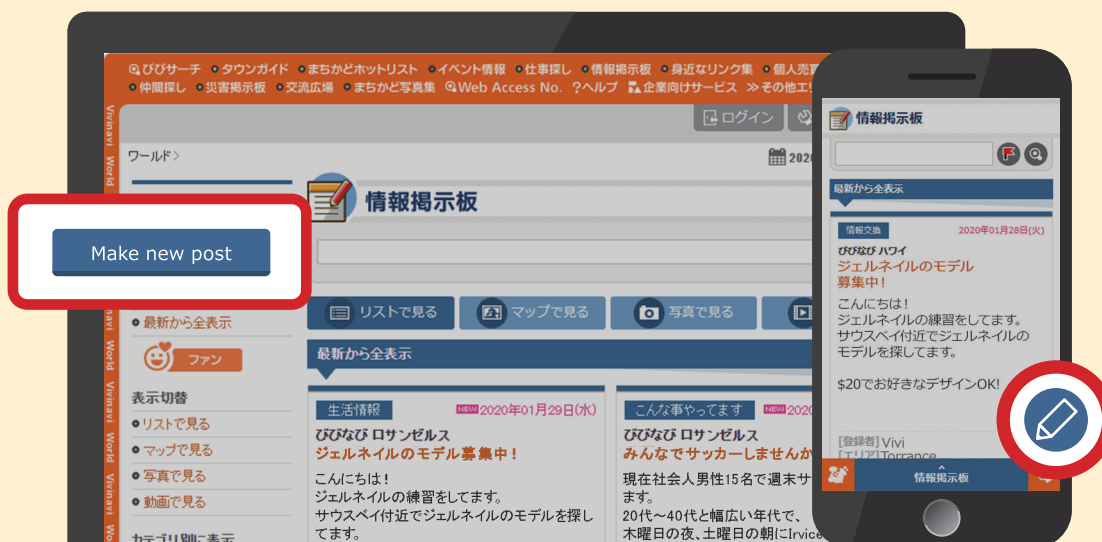 びびサーチ タウンガイド まちかどホットリスト イベント情報 仕事探し 情報掲示板 身近なリンク集 個人売
仲間探し 災害掲示板 交流広場 まちかど写真集 Web Access No. ?ヘルプ 企業向けサービス ≫その他エリ
Vivinavi World
ログイン
ワールド>
2020
情報掲示板
Make new post
リストで見る
マップで見る
写真で見る
最新から全表示
ファン
最新から全表示
表示切替
リストで見る
マップで見る
写真で見る
動画で見る
カテゴリ別に表示
Vivinavi World Vivinavi
生活情報 NEW 2020年01月29日(水)
びびなび ロサンゼルス
ジェルネイルのモデル募集中！
こんにちは！
ジェルネイルの練習をしてます。
サウスベイ付近でジェルネイルのモデルを探し
てます。
こんな事やってます NEW 2020
びびなび ロサンゼルス
みんなでサッカーしませんか
現在社会人男性15名で週末サ
ます。
20代～40代と幅広い年代で、
木曜日の夜、土曜日の朝にIrvice
情報掲示板
最新から全表示
情報交換 2020年01月28日(火)
びびなび ハワイ
ジェルネイルのモデル
募集中！
こんにちは！
ジェルネイルの練習をしてます。
サウスベイ付近でジェルネイルの
モデルを探してます。
$20でお好きなデザインOK!
[登録者] Vivi
[エリア] Torrance
情報掲示板